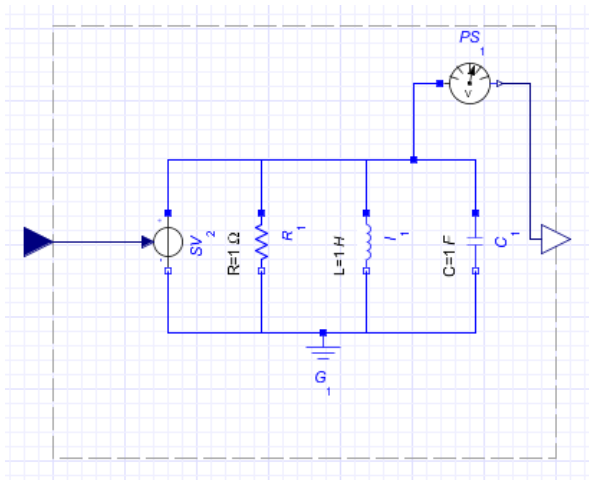 PS
1
V
+
-
SV
2
R=1 Ω
R
1
L=1 H
I
1
C=1 F
C
1
G
1